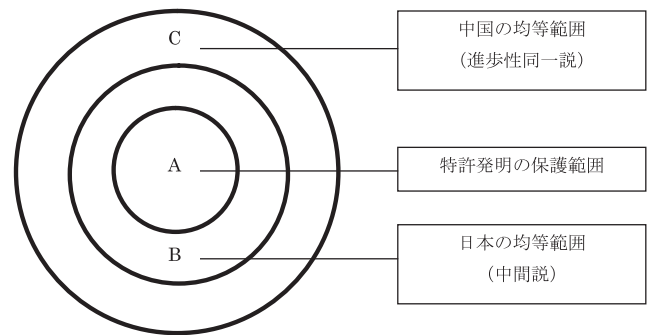 C
中国の均等範囲
（進歩性同一説）
A
特許発明の保護範囲
B
日本の均等範囲
（中間説）